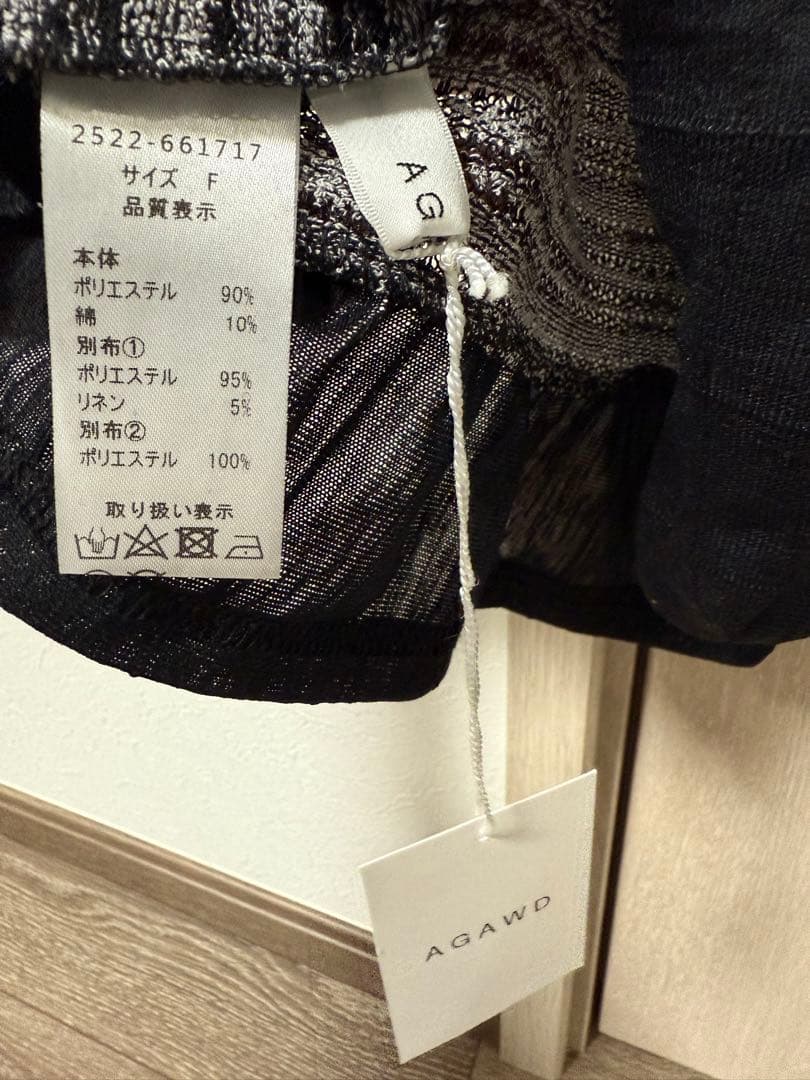 2522-661717
サイズ F
品質表示
本体
ポリエステル 90%
綿 10%
別布①
ポリエステル 95%
リネン 5%
別布②
ポリエステル 100%
取り扱い表示
AG
AGAWD